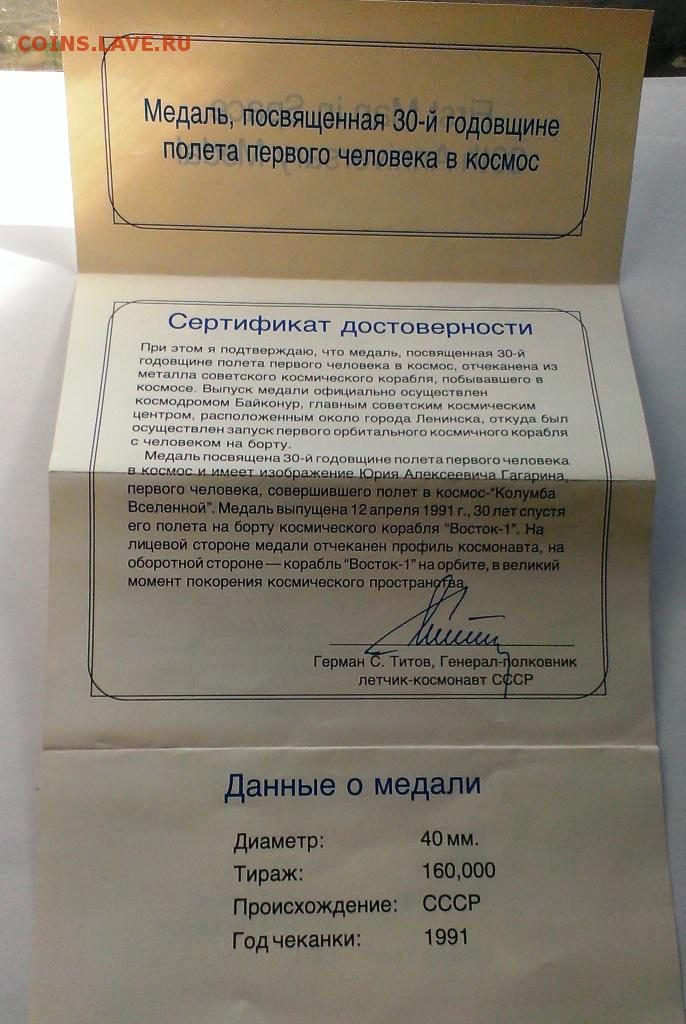 COINS.LAVE.RU
Медаль, посвященная 30-й годовщине
полета первого человека в космос
Сертификат достоверности
При этом я подтверждаю, что медаль, посвященная 30-й
годовщине полета первого человека в космос, отчеканена из
металла советского космического корабля, побывавшего в
космосе. Выпуск медали официально осуществлен
космодромом Байконур, главным советским космическим
центром, расположенным около города Ленинска, откуда был
осуществлен запуск первого орбитального космичного корабля
с человеком на борту.
Медаль посвящена 30-й годовщине полета первого человека
в космос и имеет изображение Юрия Алексеевича Гагарина,
первого человека, совершившего полет в космос-"Колумба
Вселенной". Медаль выпущена 12 апреля 1991 г., 30 лет спустя
его полета на борту космического корабля "Восток-1". На
лицевой стороне медали отчеканен профиль космонавта, на
оборотной стороне — корабль "Восток-1" на орбите, в великий
момент покорения космического пространства.
Герман С. Титов, Генерал-полковник
летчик-космонавт СССР
Данные о медали
Диаметр: 40 мм.
Тираж: 160,000
Происхождение: СССР
Год чеканки: 1991